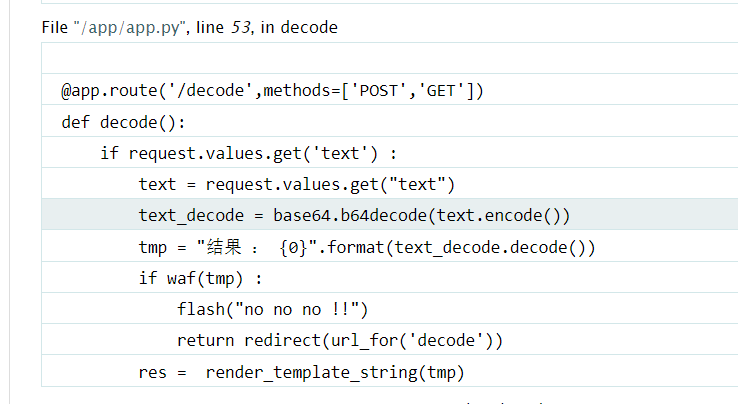 File "/app/app.py", line 53, in decode
@app.route('/decode',methods=['POST','GET'])
def decode():
    if request.values.get('text') :
        text = request.values.get("text")
        text_decode = base64.b64decode(text.encode())
        tmp = "结果 ： {0}".format(text_decode.decode())
        if waf(tmp) :
            flash("no no no !!")
            return redirect(url_for('decode'))
        res =  render_template_string(tmp)